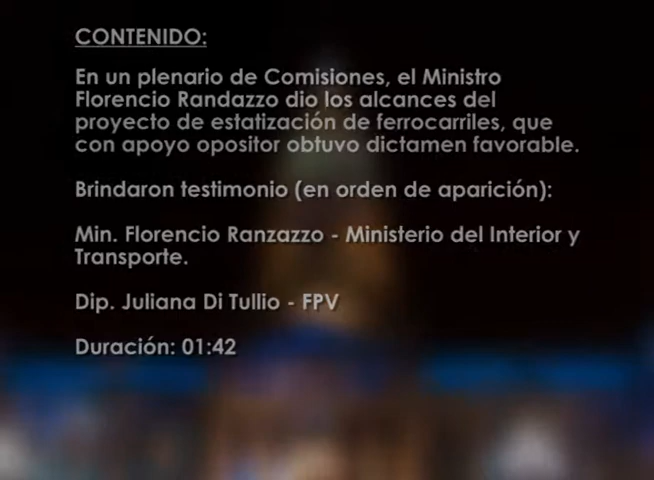 CONTENIDO:
En un plenario de Comisiones, el Ministro
Florencio Randazzo dio los alcances del
proyecto de estatización de ferrocarriles, que
con apoyo opositor obtuvo dictamen favorable.
Brindaron testimonio (en orden de aparición):
Min. Florencio Ranzazzo - Ministerio del Interior y
Transporte.
Dip. Juliana Di Tullio - FPV
Duración: 01:42